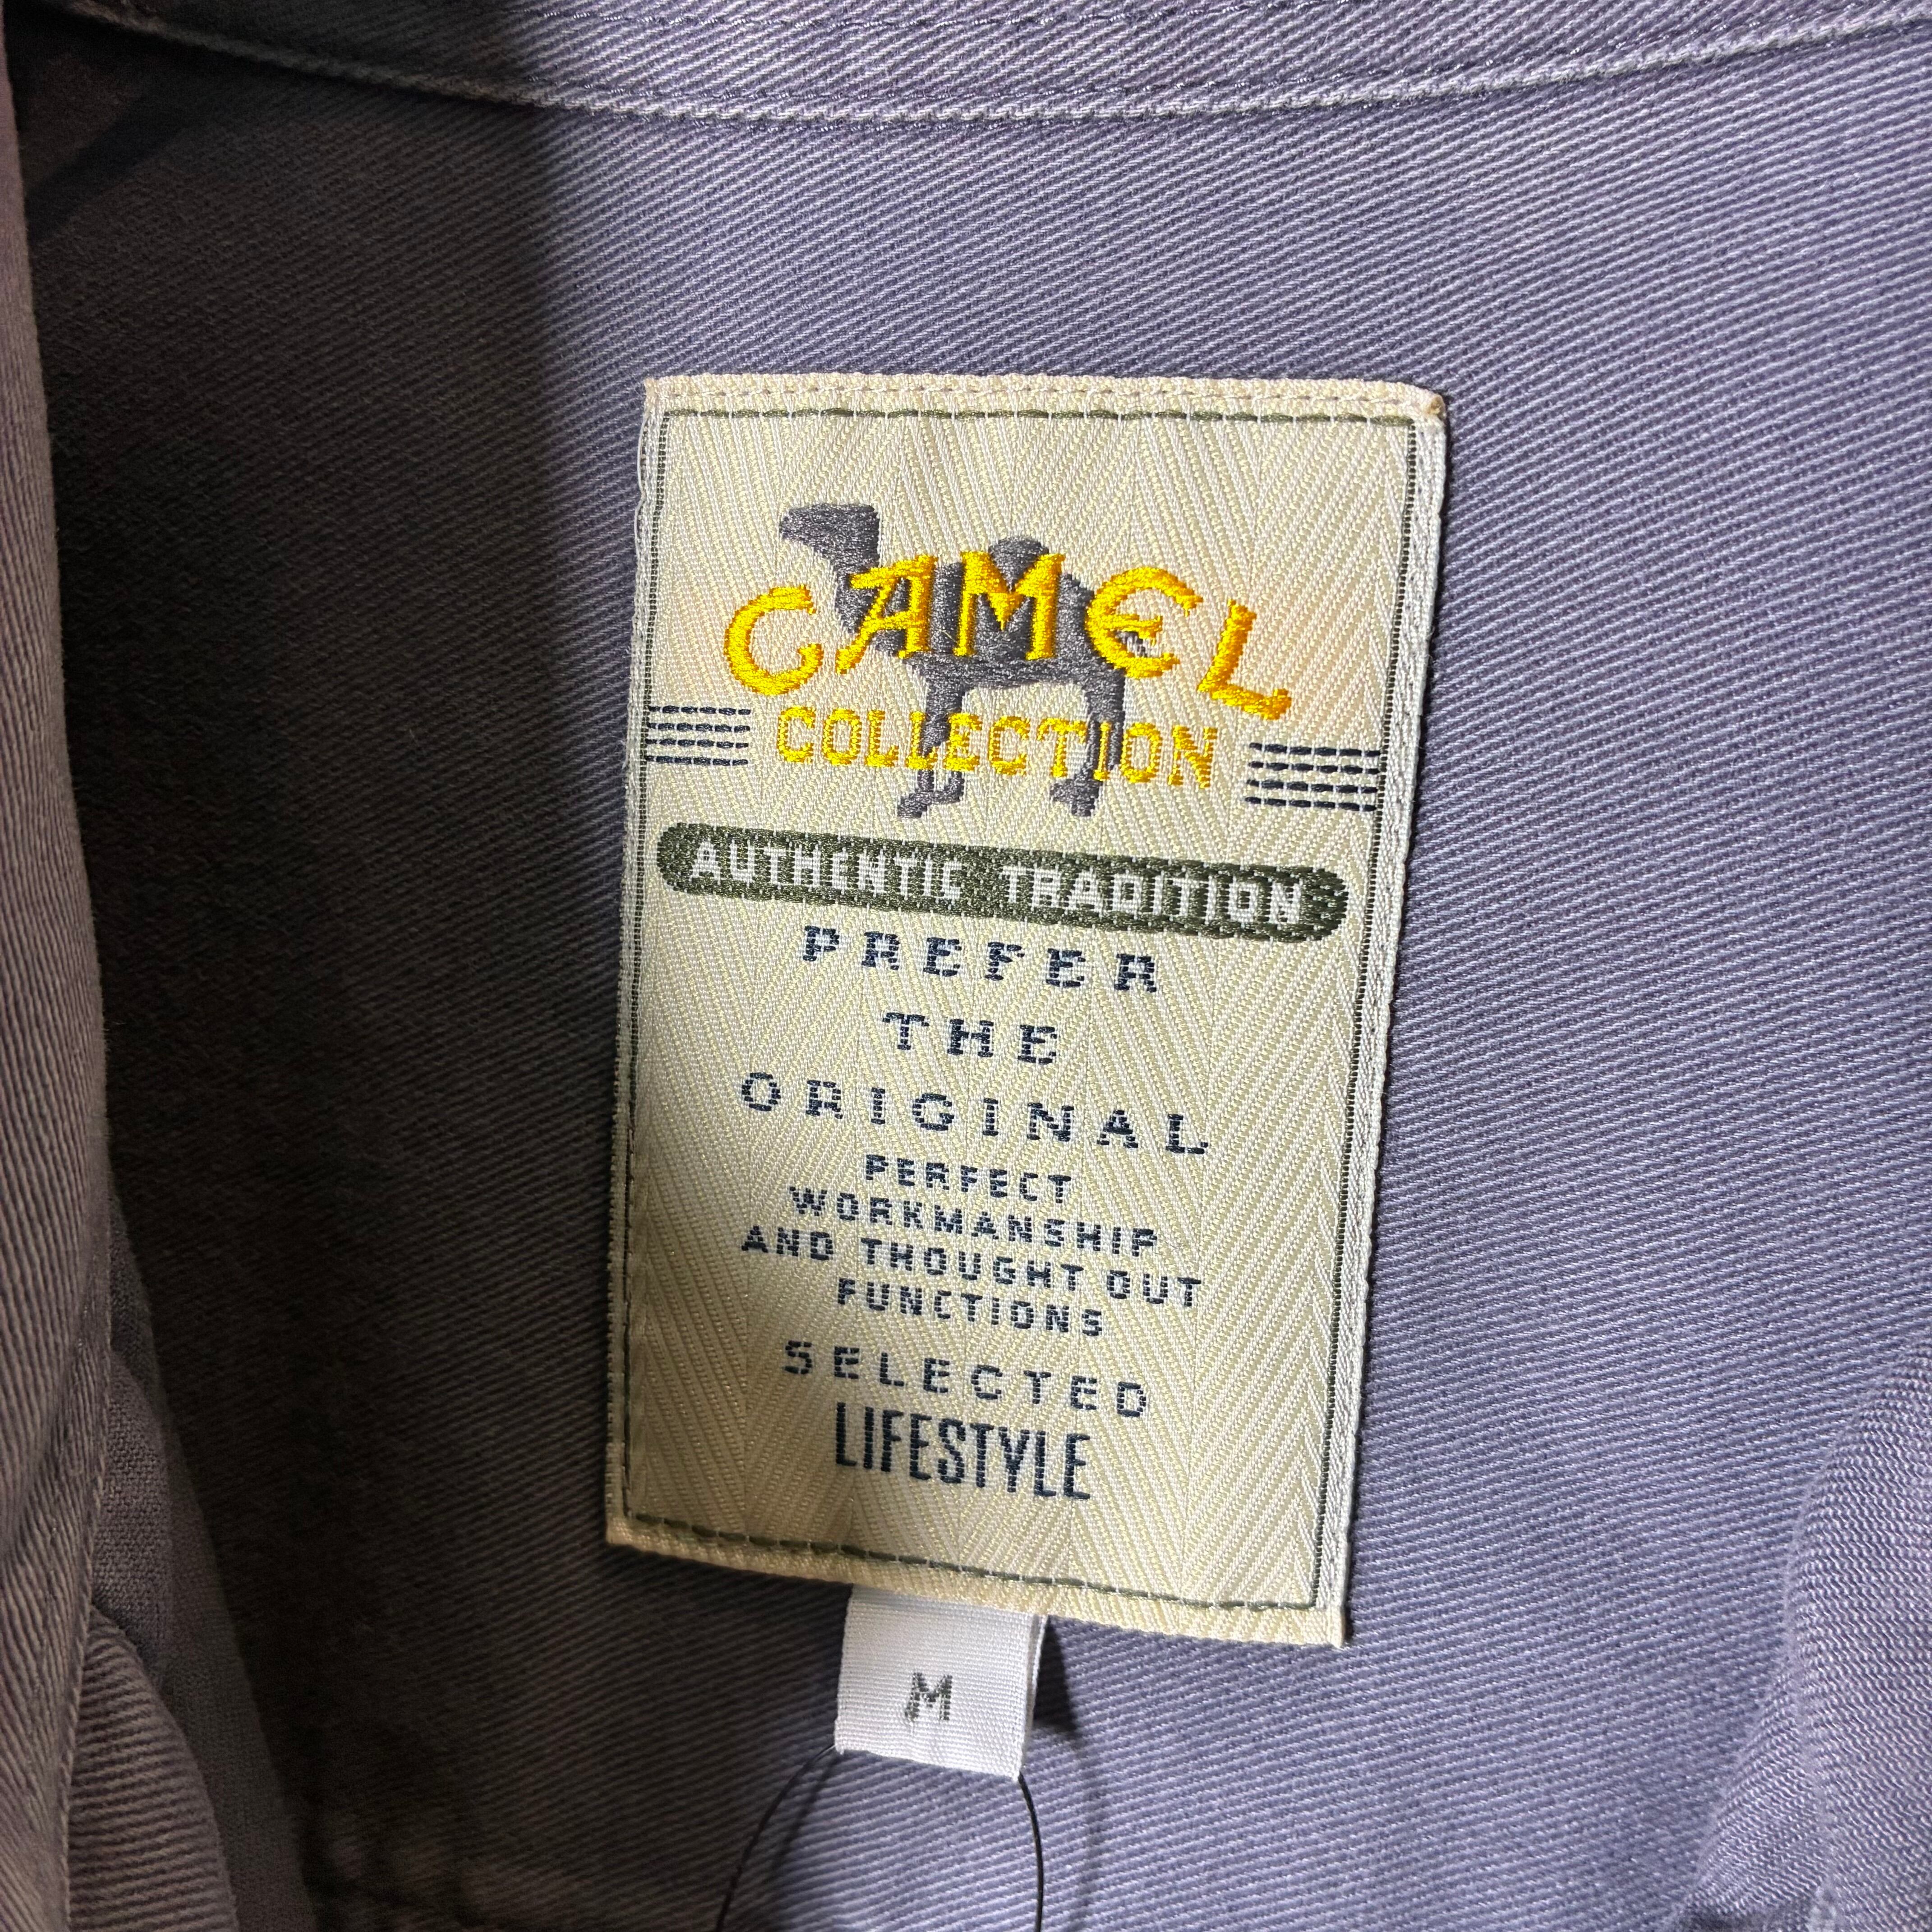 CAMEL
COLLECTION
AUTHENTIC TRADITION
PREFER
THE
ORIGINAL
PERFECT
WORKMANSHIP
AND THOUGHT OUT
FUNCTIONS
SELECTED
LIFESTYLE
M